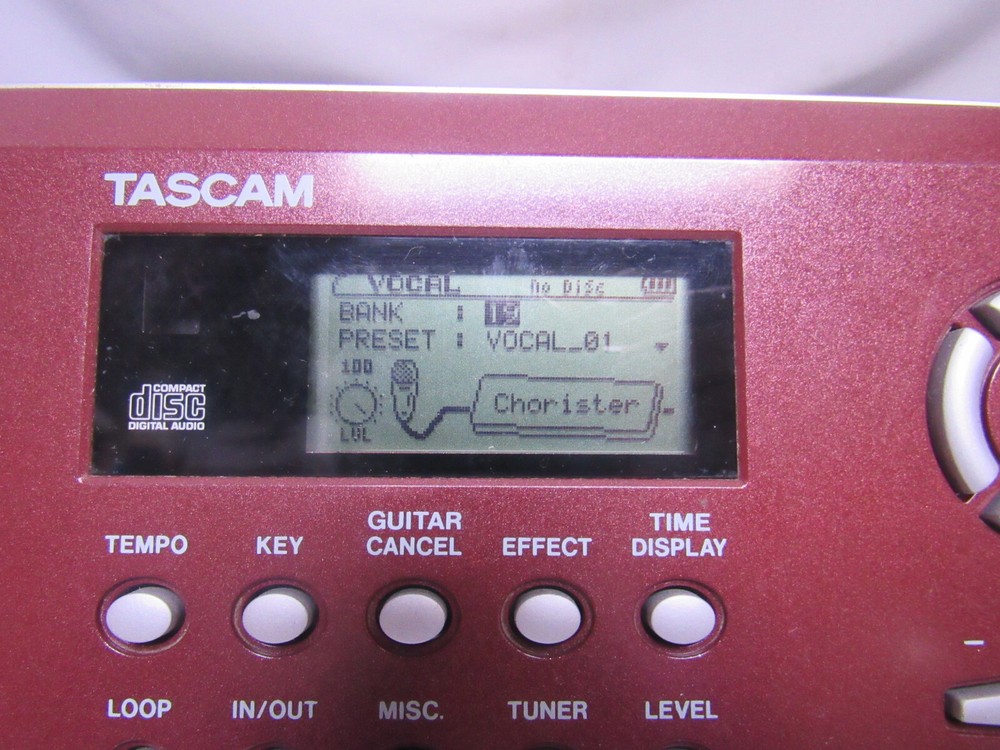 TASCAM
VOCAL No Disc
BANK :
PRESET : VOCAL_01
100
Chorister
LVL
COMPACT
disc
DIGITAL AUDIO
TEMPO KEY GUITAR CANCEL EFFECT TIME DISPLAY
LOOP IN/OUT MISC. TUNER LEVEL